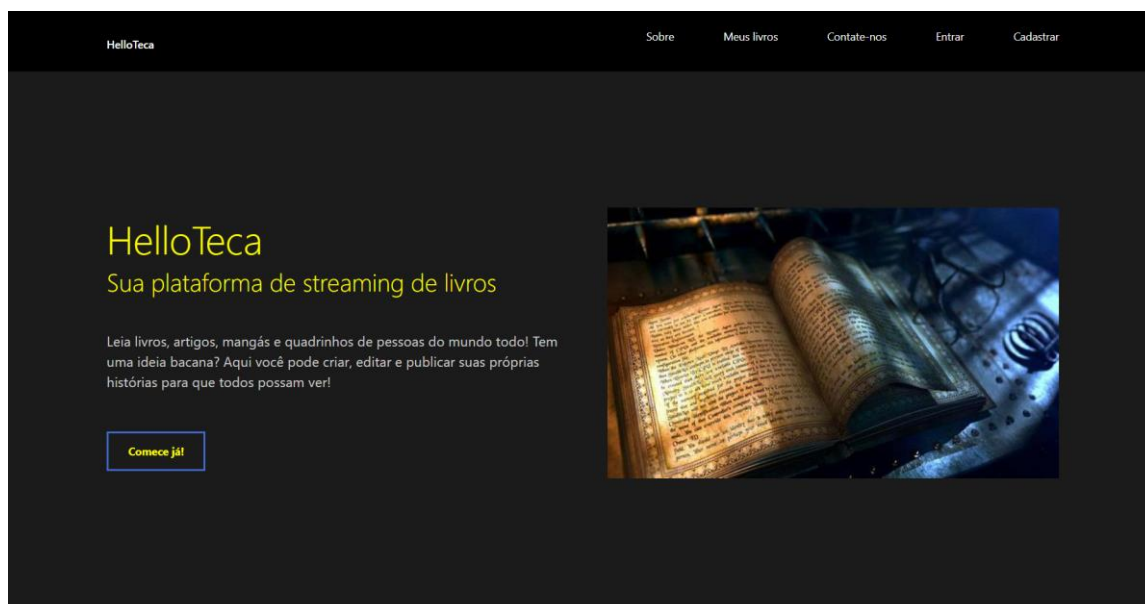 HelloTeca
Sobre
Meus livros
Contate-nos
Entrar
Cadastrar
HelloTeca
Sua plataforma de streaming de livros
Leia livros, artigos, mangás e quadrinhos de pessoas do mundo todo! Tem
uma ideia bacana? Aqui você pode criar, editar e publicar suas próprias
histórias para que todos possam ver!
Comece já!